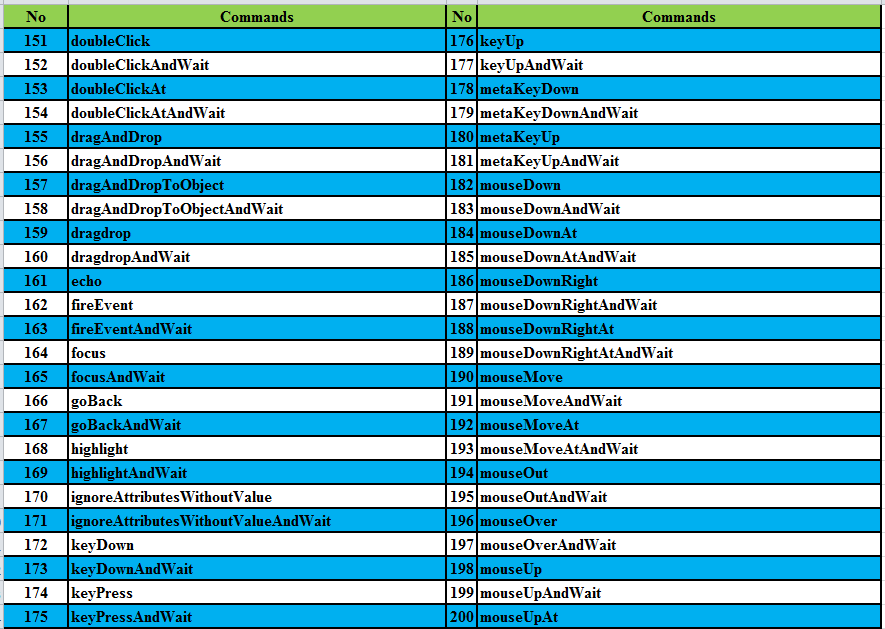 No Commands No Commands
151 doubleClick 176 keyUp
152 doubleClickAndWait 177 keyUpAndWait
153 doubleClickAt 178 metaKeyDown
154 doubleClickAtAndWait 179 metaKeyDownAndWait
155 dragAndDrop 180 metaKeyUp
156 dragAndDropAndWait 181 metaKeyUpAndWait
157 dragAndDropToObject 182 mouseDown
158 dragAndDropToObjectAndWait 183 mouseDownAndWait
159 dragdrop 184 mouseDownAt
160 dragdropAndWait 185 mouseDownAtAndWait
161 echo 186 mouseDownRight
162 fireEvent 187 mouseDownRightAndWait
163 fireEventAndWait 188 mouseDownRightAt
164 focus 189 mouseDownRightAtAndWait
165 focusAndWait 190 mouseMove
166 goBack 191 mouseMoveAndWait
167 goBackAndWait 192 mouseMoveAt
168 highlight 193 mouseMoveAtAndWait
169 highlightAndWait 194 mouseOut
170 ignoreAttributesWithoutValue 195 mouseOutAndWait
171 ignoreAttributesWithoutValueAndWait 196 mouseOver
172 keyDown 197 mouseOverAndWait
173 keyDownAndWait 198 mouseUp
174 keyPress 199 mouseUpAndWait
175 keyPressAndWait 200 mouseUpAt